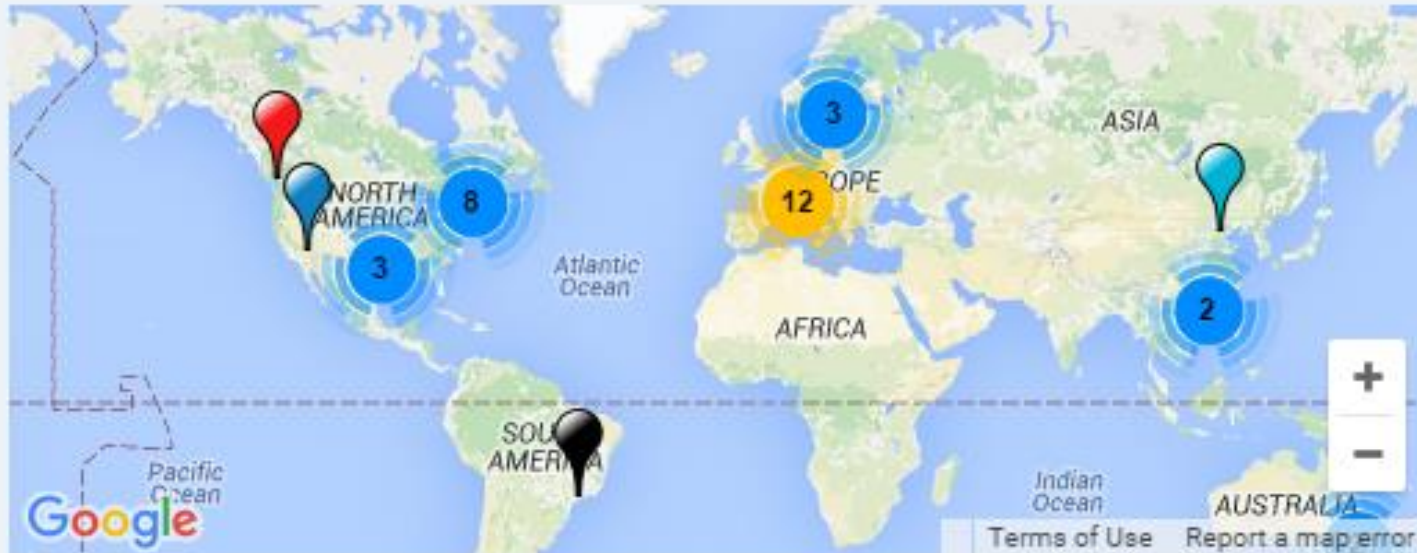 3
ASIA
NORTH
AMERICA
8
12
3
Atlantic
Ocean
AFRICA
2
+
SOU
AMERICA
−
Pacific
Ocean
Indian
Ocean
AUSTRALIA
Google
Terms of Use
Report a map error